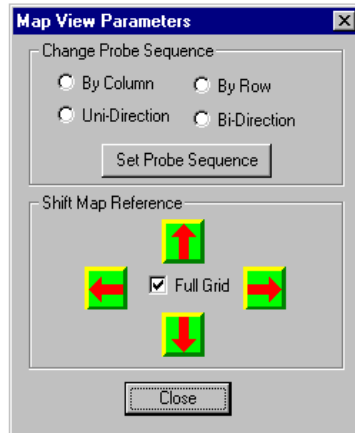 Map View Parameters
Change Probe Sequence
By Column
By Row
Uni-Direction
Bi-Direction
Set Probe Sequence
Shift Map Reference
Full Grid
Close